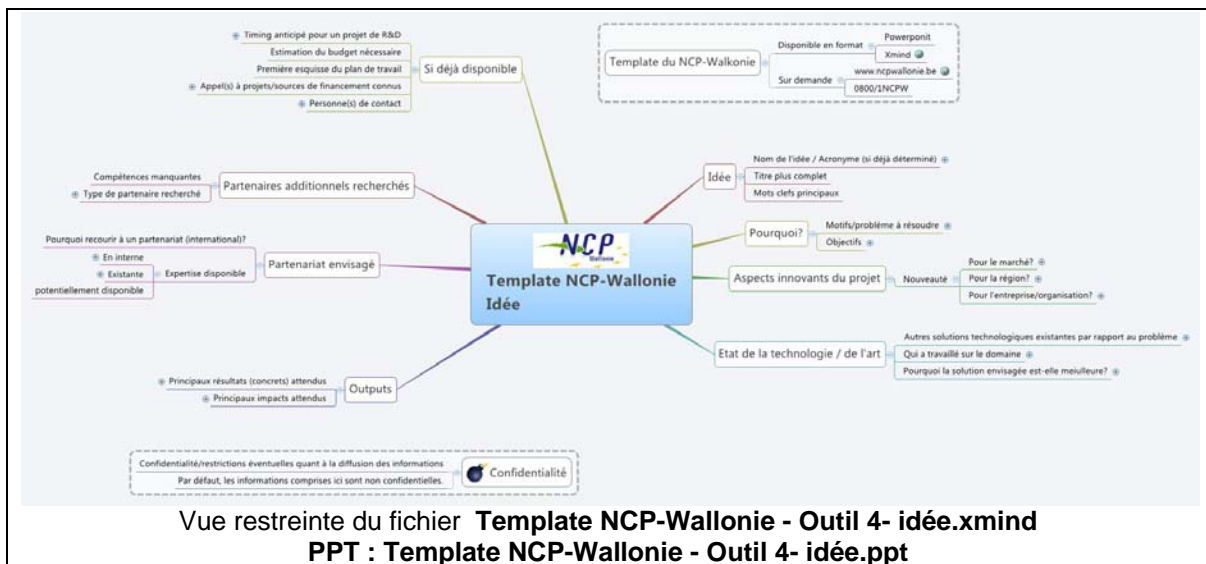 Timing anticipé pour un projet de R&D
Estimation du budget nécessaire
Première esquisse du plan de travail
Appel(s) à projets/sources de financement connus
Personne(s) de contact
Si déjà disponible
Template du NCP-Walkonie
Disponible en format
Powerponit
Xmind
Sur demande
www.ncpwallonie.be
0800/1NCPW
Compétences manquantes
Type de partenaire recherché
Partenaires additionnels recherchés
Idée
Nom de l'idée / Acronyme (si déjà déterminé)
Titre plus complet
Mots clefs principaux
Pourquoi?
Motifs/problème à résoudre
Objectifs
Pourquoi recourir à un partenariat (international)?
En interne
Existante
potentiellement disponible
Expertise disponible
Partenariat envisagé
NCP
Wallonie
Template NCP-Wallonie
Idée
Aspects innovants du projet
Nouveauté
Pour le marché?
Pour la région?
Pour l'entreprise/organisation?
Etat de la technologie / de l'art
Autres solutions technologiques existantes par rapport au problème
Qui a travaillé sur le domaine
Pourquoi la solution envisagée est-elle meiulleure?
Principaux résultats (concrets) attendus
Principaux impacts attendus
Outputs
Confidentialité/restrictions éventuelles quant à la diffusion des informations
Par défaut, les informations comprises ici sont non confidentielles.
Confidentialité
Vue restreinte du fichier Template NCP-Wallonie - Outil 4- idée.xmind
PPT : Template NCP-Wallonie - Outil 4- idée.ppt